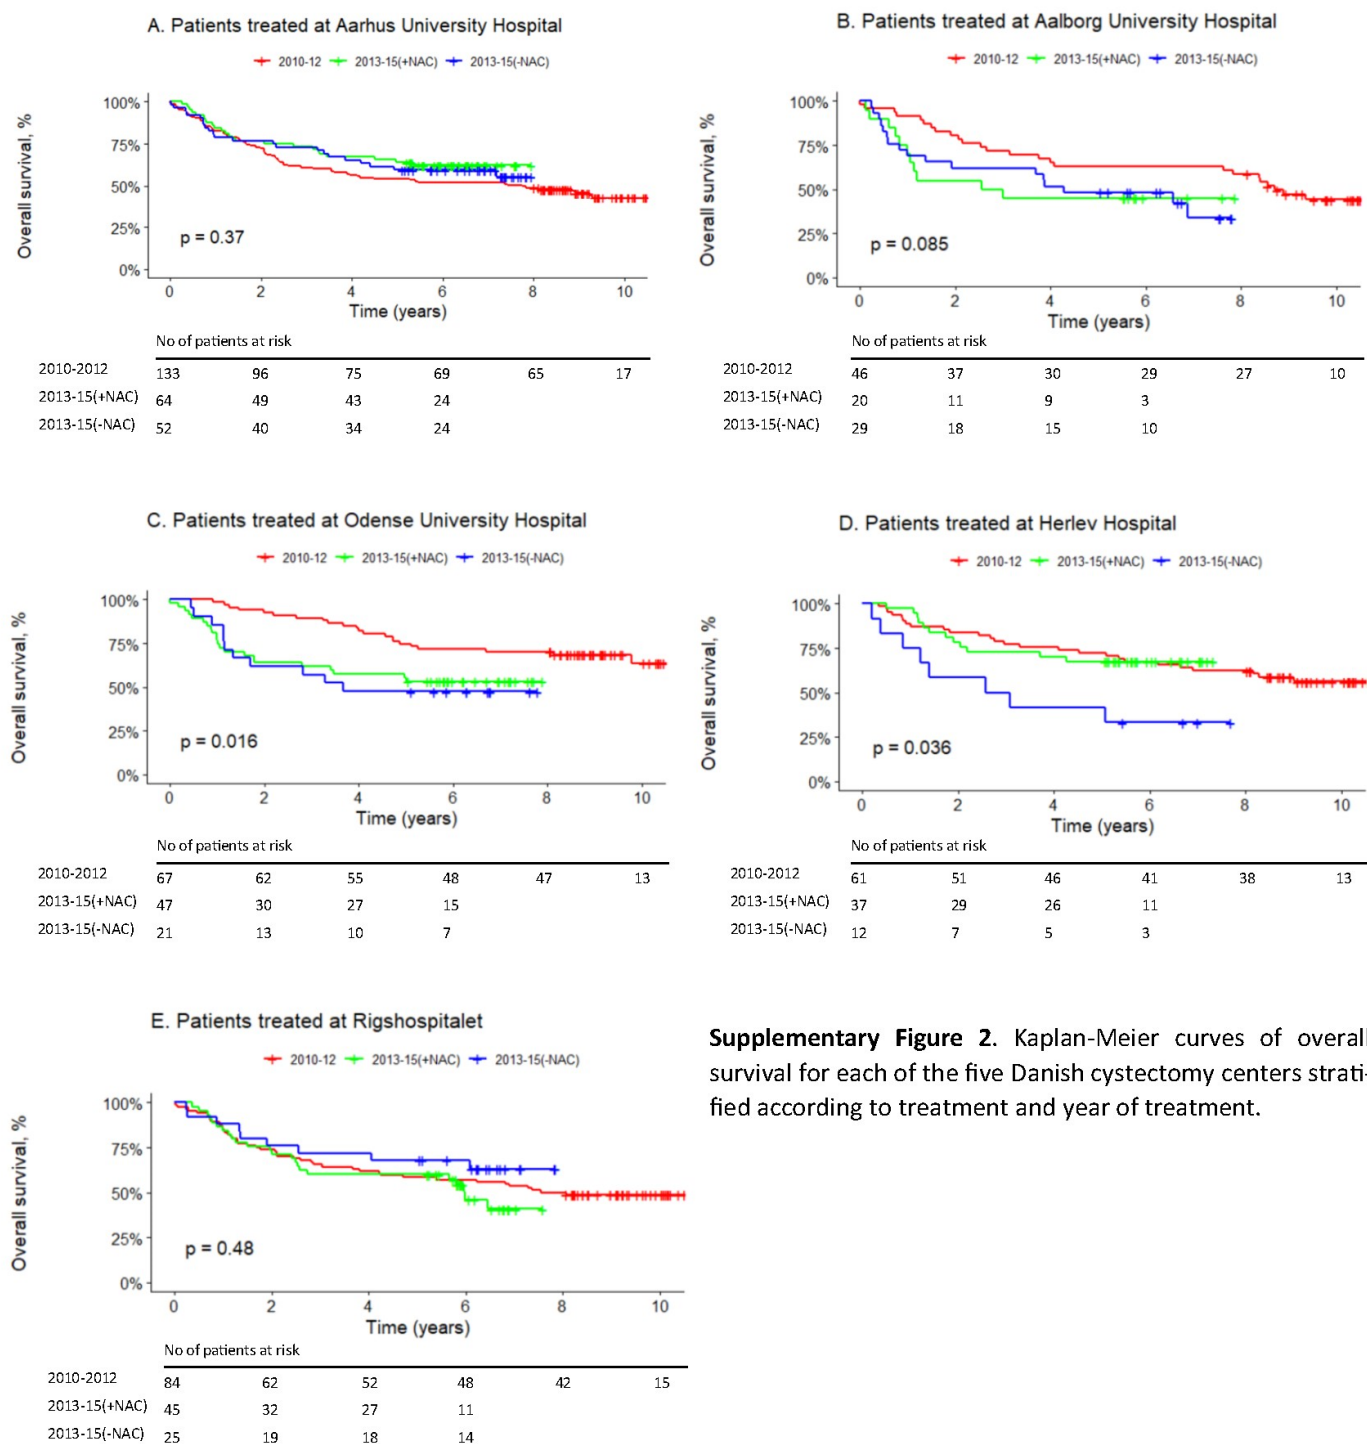 A. Patients treated at Aarhus University Hospital
2010-12 2013-15(+NAC) 2013-15(-NAC)
Overall survival, %
100%
75%
50%
25%
0%
p = 0.37
0 2 4 6 8 10
Time (years)
No of patients at risk
2010-2012 133 96 75 69 65 17
2013-15(+NAC) 64 49 43 24
2013-15(-NAC) 52 40 34 24
B. Patients treated at Aalborg University Hospital
2010-12 2013-15(+NAC) 2013-15(-NAC)
Overall survival, %
100%
75%
50%
25%
0%
p = 0.085
0 2 4 6 8 10
Time (years)
No of patients at risk
2010-2012 46 37 30 29 27 10
2013-15(+NAC) 20 11 9 3
2013-15(-NAC) 29 18 15 10
C. Patients treated at Odense University Hospital
2010-12 2013-15(+NAC) 2013-15(-NAC)
Overall survival, %
100%
75%
50%
25%
0%
p = 0.016
0 2 4 6 8 10
Time (years)
No of patients at risk
2010-2012 67 62 55 48 47 13
2013-15(+NAC) 47 30 27 15
2013-15(-NAC) 21 13 10 7
D. Patients treated at Herlev Hospital
2010-12 2013-15(+NAC) 2013-15(-NAC)
Overall survival, %
100%
75%
50%
25%
0%
p = 0.036
0 2 4 6 8 10
Time (years)
No of patients at risk
2010-2012 61 51 46 41 38 13
2013-15(+NAC) 37 29 26 11
2013-15(-NAC) 12 7 5 3
E. Patients treated at Rigshospitalet
2010-12 2013-15(+NAC) 2013-15(-NAC)
Overall survival, %
100%
75%
50%
25%
0%
p = 0.48
0 2 4 6 8 10
Time (years)
No of patients at risk
2010-2012 84 62 52 48 42 15
2013-15(+NAC) 45 32 27 11
2013-15(-NAC) 25 19 18 14
Supplementary Figure 2. Kaplan-Meier curves of overall
survival for each of the five Danish cystectomy centers strati-
fied according to treatment and year of treatment.